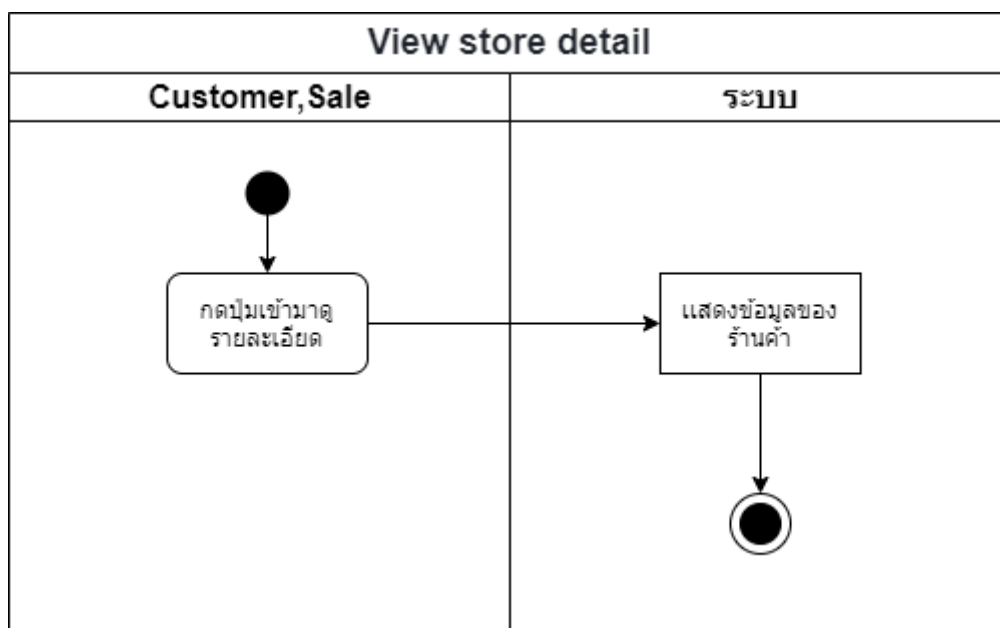 View store detail
Customer,Sale
ระบบ
กดปุ่มเข้ามาดู
รายละเอียด
แสดงข้อมูลของ
ร้านค้า